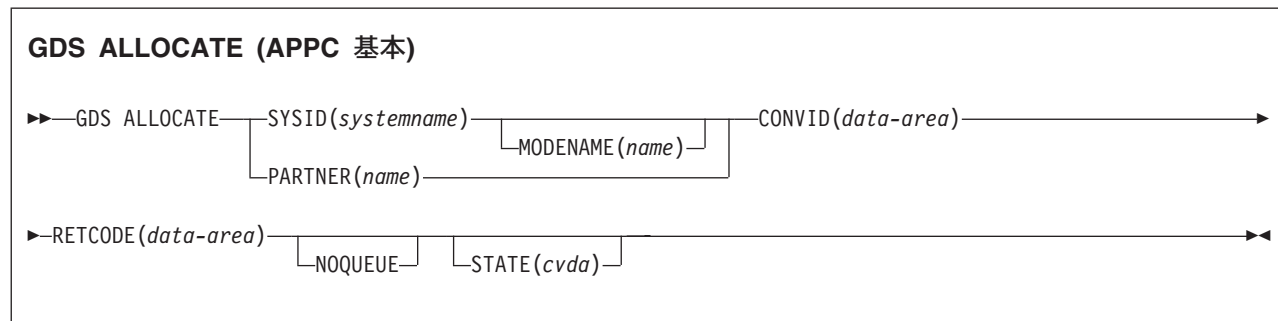 GDS ALLOCATE (APPC 基本)
GDS ALLOCATE SYSID(systemname) CONVID(data-area)
MODENAME(name)
PARTNER(name)
RETCODE(data-area)
NOQUEUE STATE(cvda)